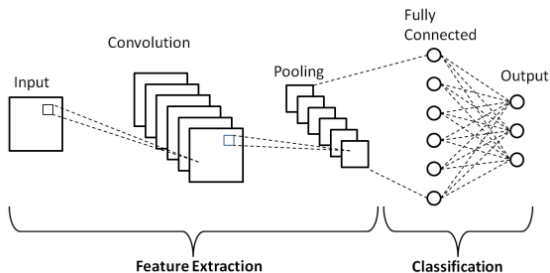 Input
Convolution
Pooling
Fully
Connected
Output
Feature Extraction
Classification